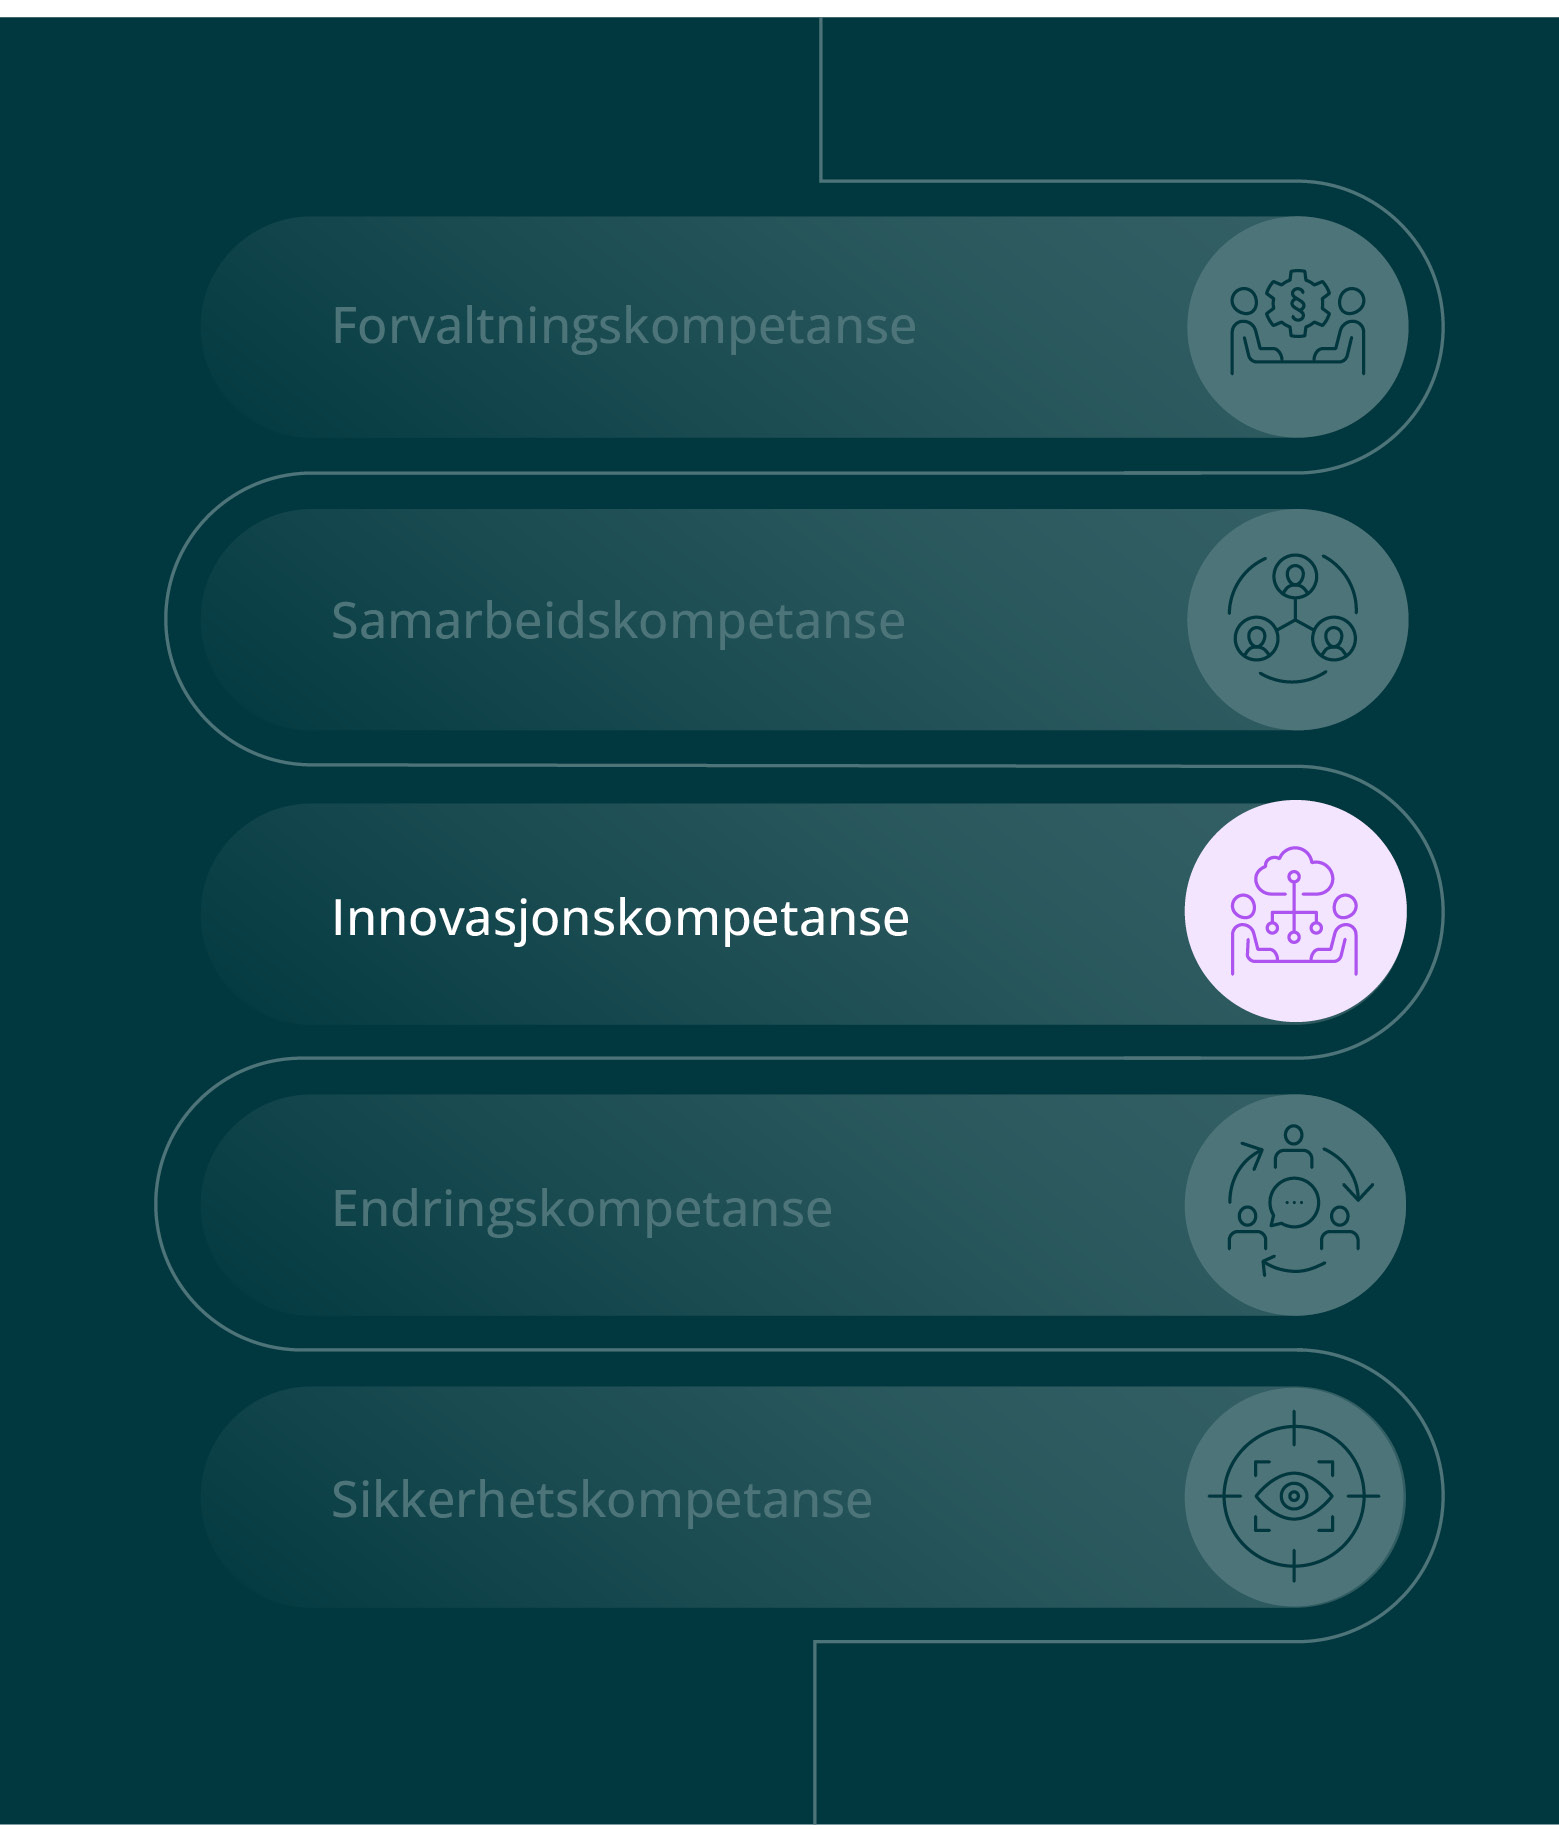 Forvaltningskompetanse
§
Samarbeidskompetanse
Innovasjonskompetanse
Endringskompetanse
Sikkerhetskompetanse